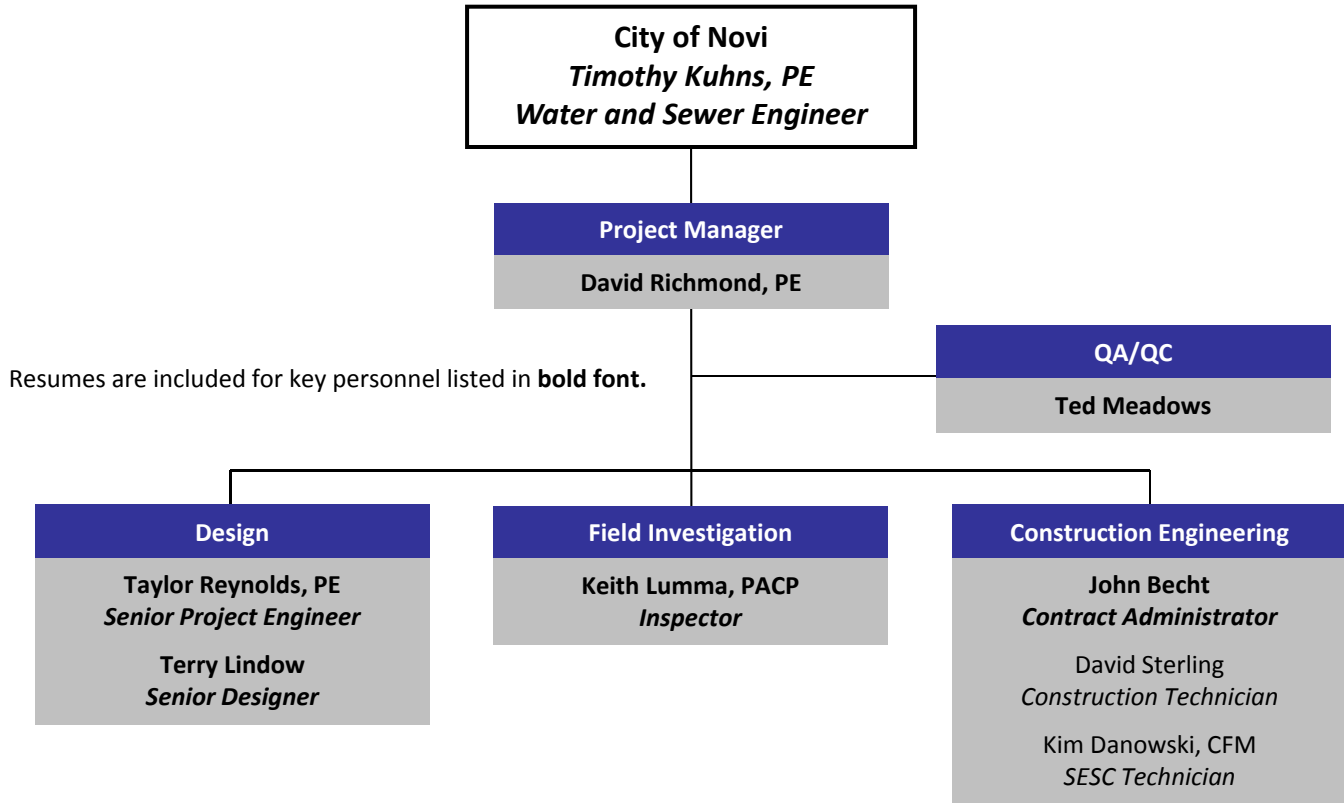 City of Novi
Timothy Kuhns, PE
Water and Sewer Engineer
Project Manager
David Richmond, PE
QA/QC
Ted Meadows
Resumes are included for key personnel listed in bold font.
Design
Taylor Reynolds, PE
Senior Project Engineer
Terry Lindow
Senior Designer
Field Investigation
Keith Lumma, PACP
Inspector
Construction Engineering
John Becht
Contract Administrator
David Sterling
Construction Technician
Kim Danowski, CFM
SESC Technician